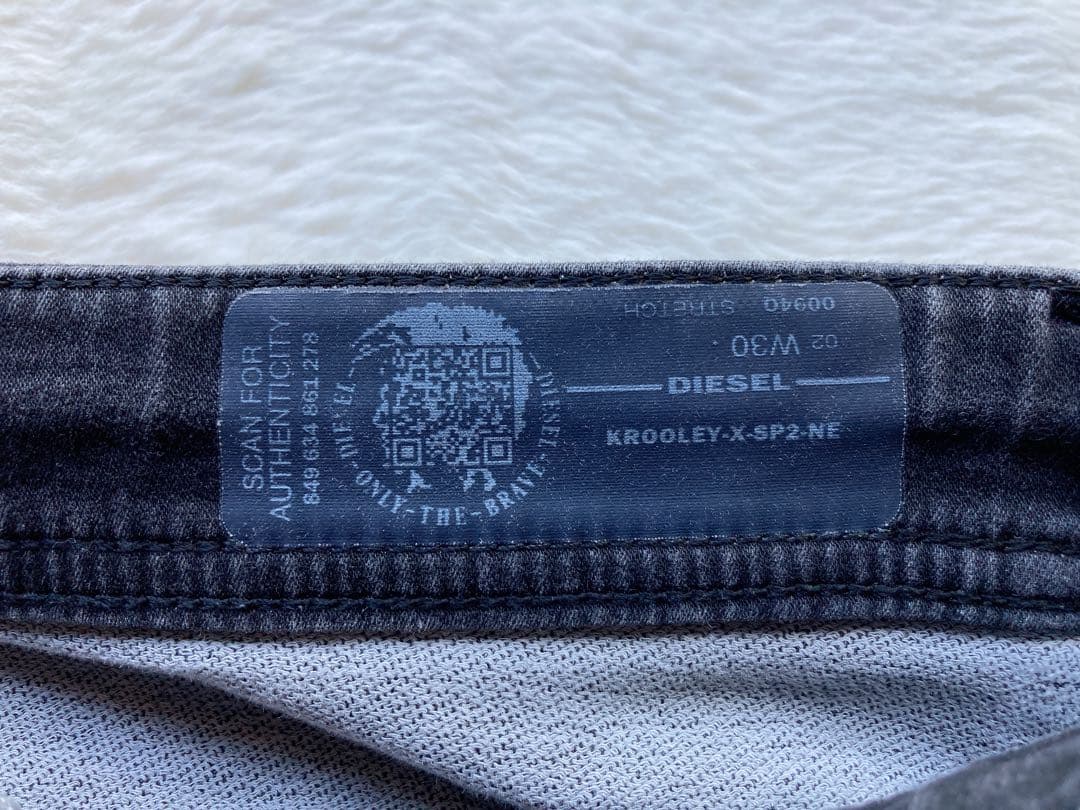 SCAN FOR
AUTHENTICITY
849 634 861 278
DIESEL
DIESEL
-ONLY-THE-BRAVE-
0094Q STRETCH
02 W30
DIESEL
KROOLEY-X-SP2-NE